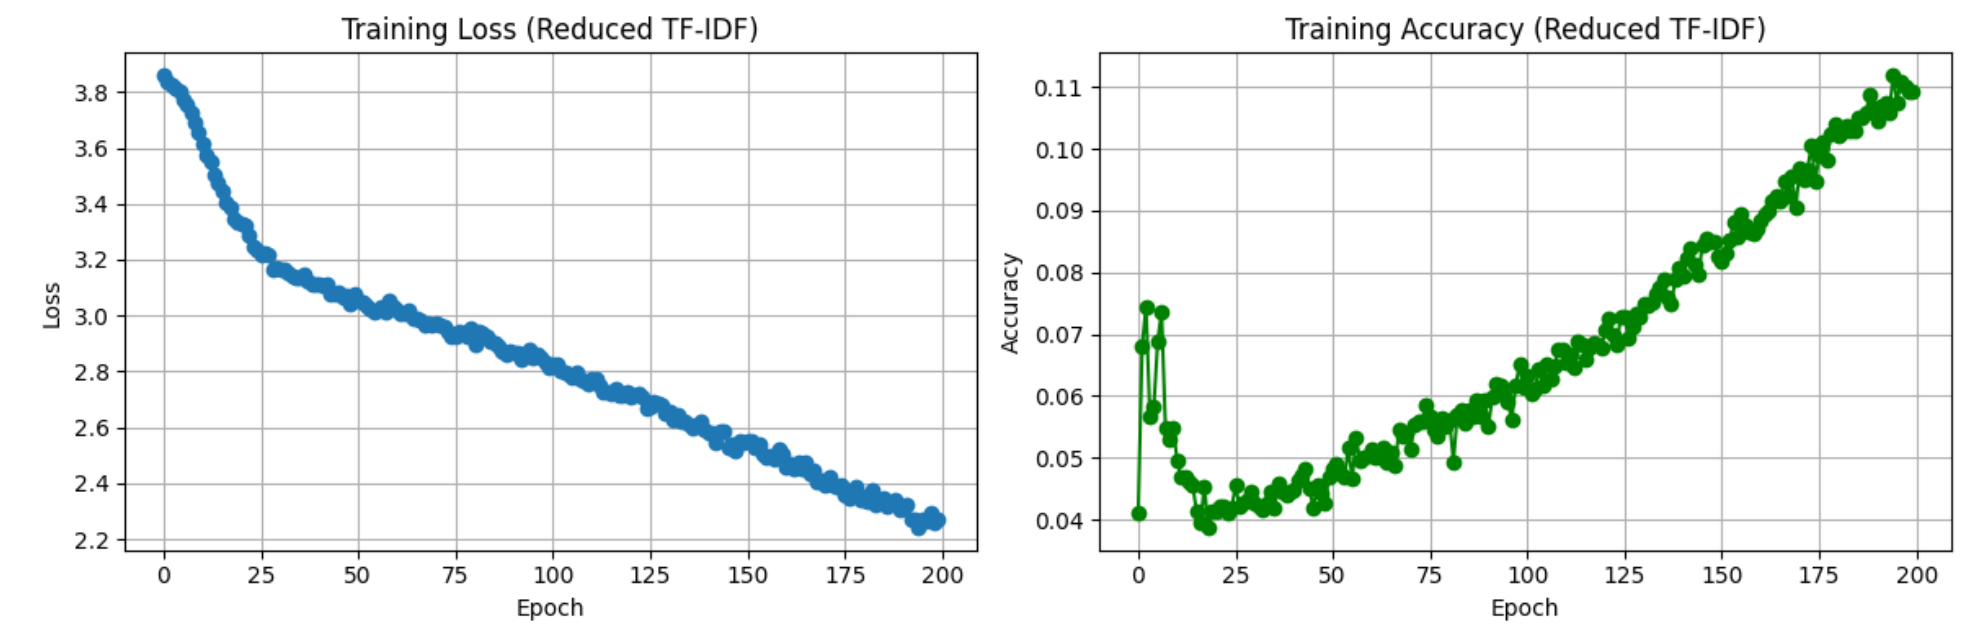 Training Loss (Reduced TF-IDF)
3.8
3.6
3.4
3.2
3.0
2.8
2.6
2.4
2.2
Loss
0 25 50 75 100 125 150 175 200
Epoch
Training Accuracy (Reduced TF-IDF)
0.11
0.10
0.09
0.08
0.07
0.06
0.05
0.04
Accuracy
0 25 50 75 100 125 150 175 200
Epoch